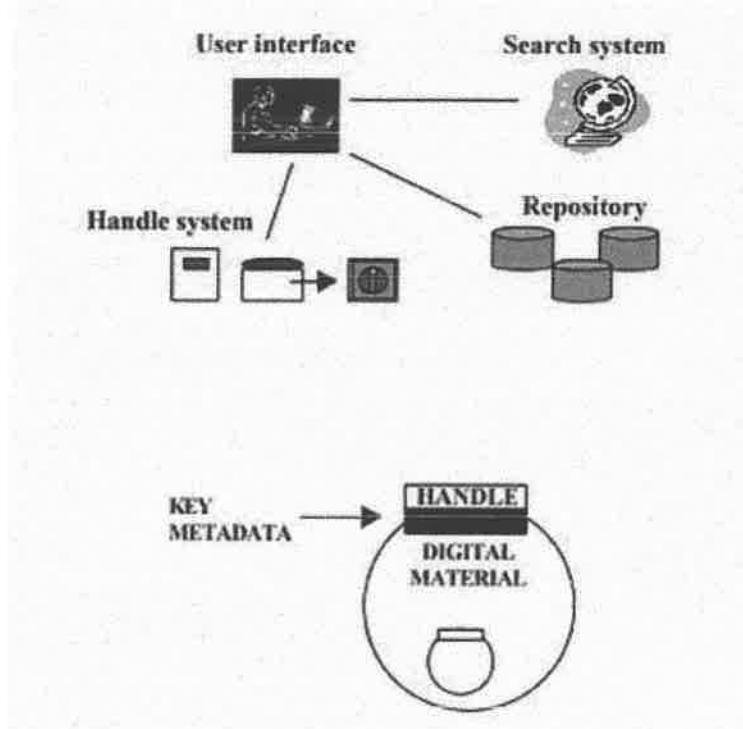 User interface
Search system
Handle system
Repository
KEY
METADATA
HANDLE
DIGITAL
MATERIAL